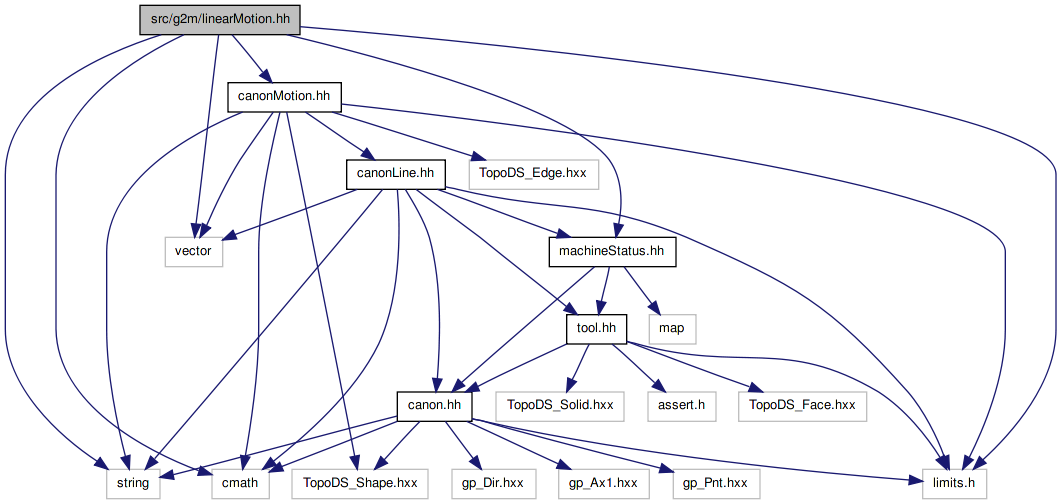 src/g2m/linearMotion.hh
canonMotion.hh
canonLine.hh
TopoDS_Edge.hxx
vector
machineStatus.hh
tool.hh
map
canon.hh
TopoDS_Solid.hxx
assert.h
TopoDS_Face.hxx
string
cmath
TopoDS_Shape.hxx
gp_Dir.hxx
gp_Ax1.hxx
gp_Pnt.hxx
limits.h